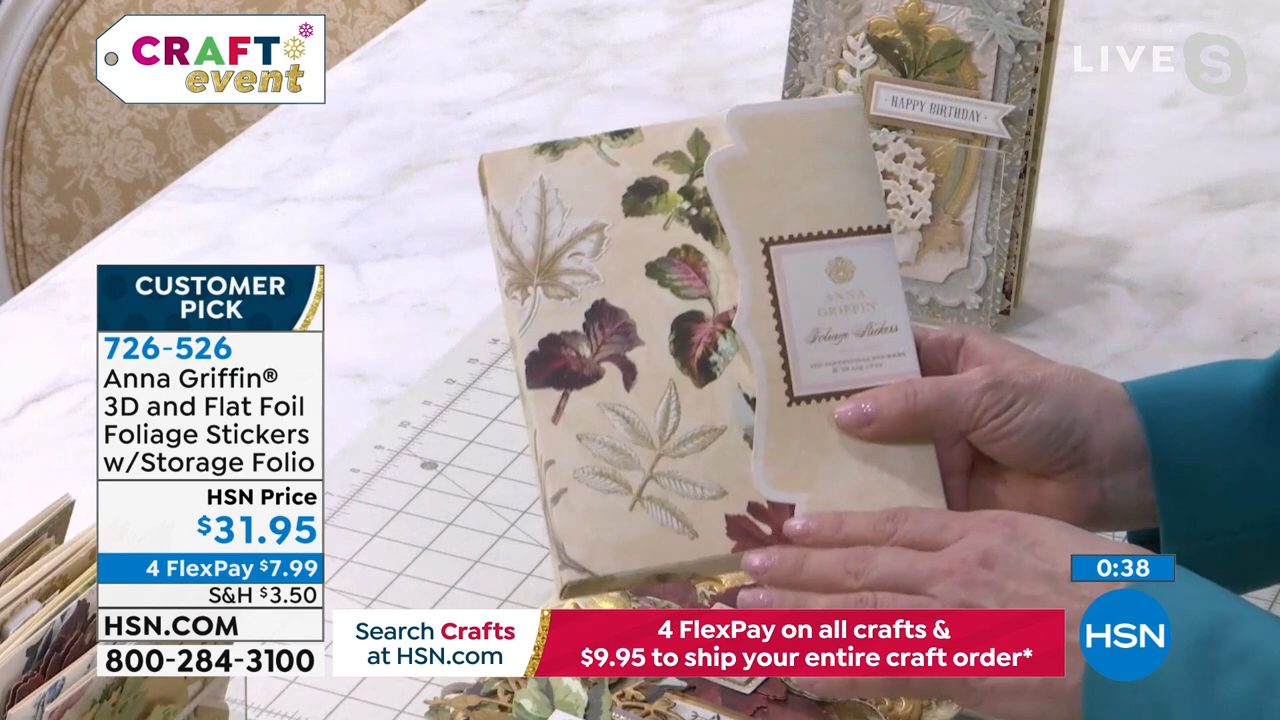 CRAFT
event
LIVE S
HAPPY BIRTHDAY
ANNA
GRIFFIN
Foliage Stickers
CUSTOMER
PICK
726-526
Anna Griffin®
3D and Flat Foil
Foliage Stickers
w/Storage Folio
HSN Price
$31.95
4 FlexPay $7.99
S&H $3.50
HSN.COM
800-284-3100
Search Crafts
at HSN.com
4 FlexPay on all crafts &
$9.95 to ship your entire craft order*
0:38
HSN